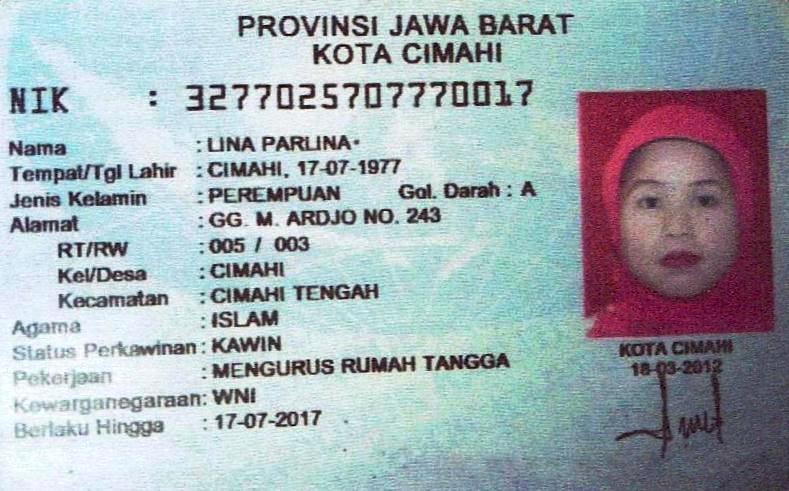 PROVINSI JAWA BARAT
KOTA CIMAHI
NIK : 3277025707770017
Nama : LINA PARLINA
Tempat/Tgl Lahir : CIMAHI, 17-07-1977
Jenis Kelamin : PEREMPUAN Gol. Darah : A
Alamat : GG. M. ARDJO NO. 243
RT/RW : 005 / 003
Kel/Desa : CIMAHI
Kecamatan : CIMAHI TENGAH
Agama : ISLAM
Status Perkawinan : KAWIN
Pekerjaan : MENGURUS RUMAH TANGGA
Kewarganegaraan: WNI
Berlaku Hingga : 17-07-2017
KOTA CIMAHI
18-03-2012